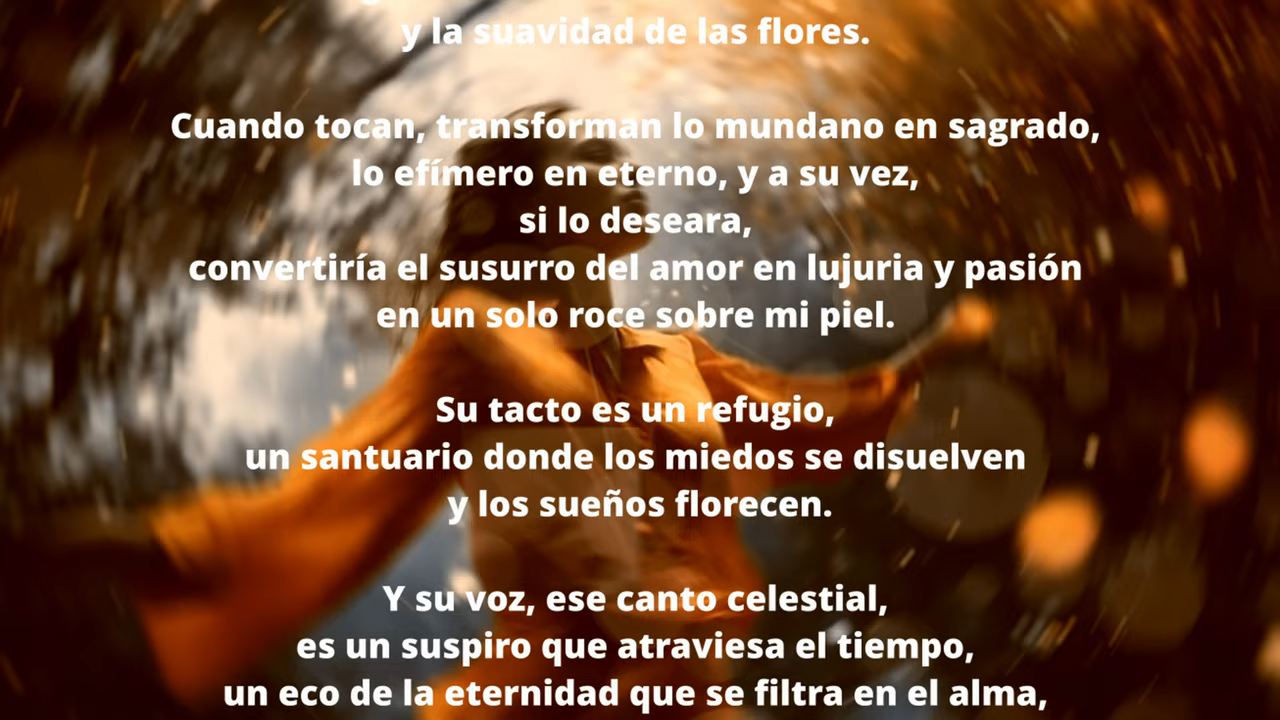 y la suavidad de las flores.
Cuando tocan, transforman lo mundano en sagrado,
lo efímero en eterno, y a su vez,
si lo deseara,
convertiría el susurro del amor en lujuria y pasión
en un solo roce sobre mi piel.
Su tacto es un refugio,
un santuario donde los miedos se disuelven
y los sueños florecen.
Y su voz, ese canto celestial,
es un suspiro que atraviesa el tiempo,
un eco de la eternidad que se filtra en el alma,